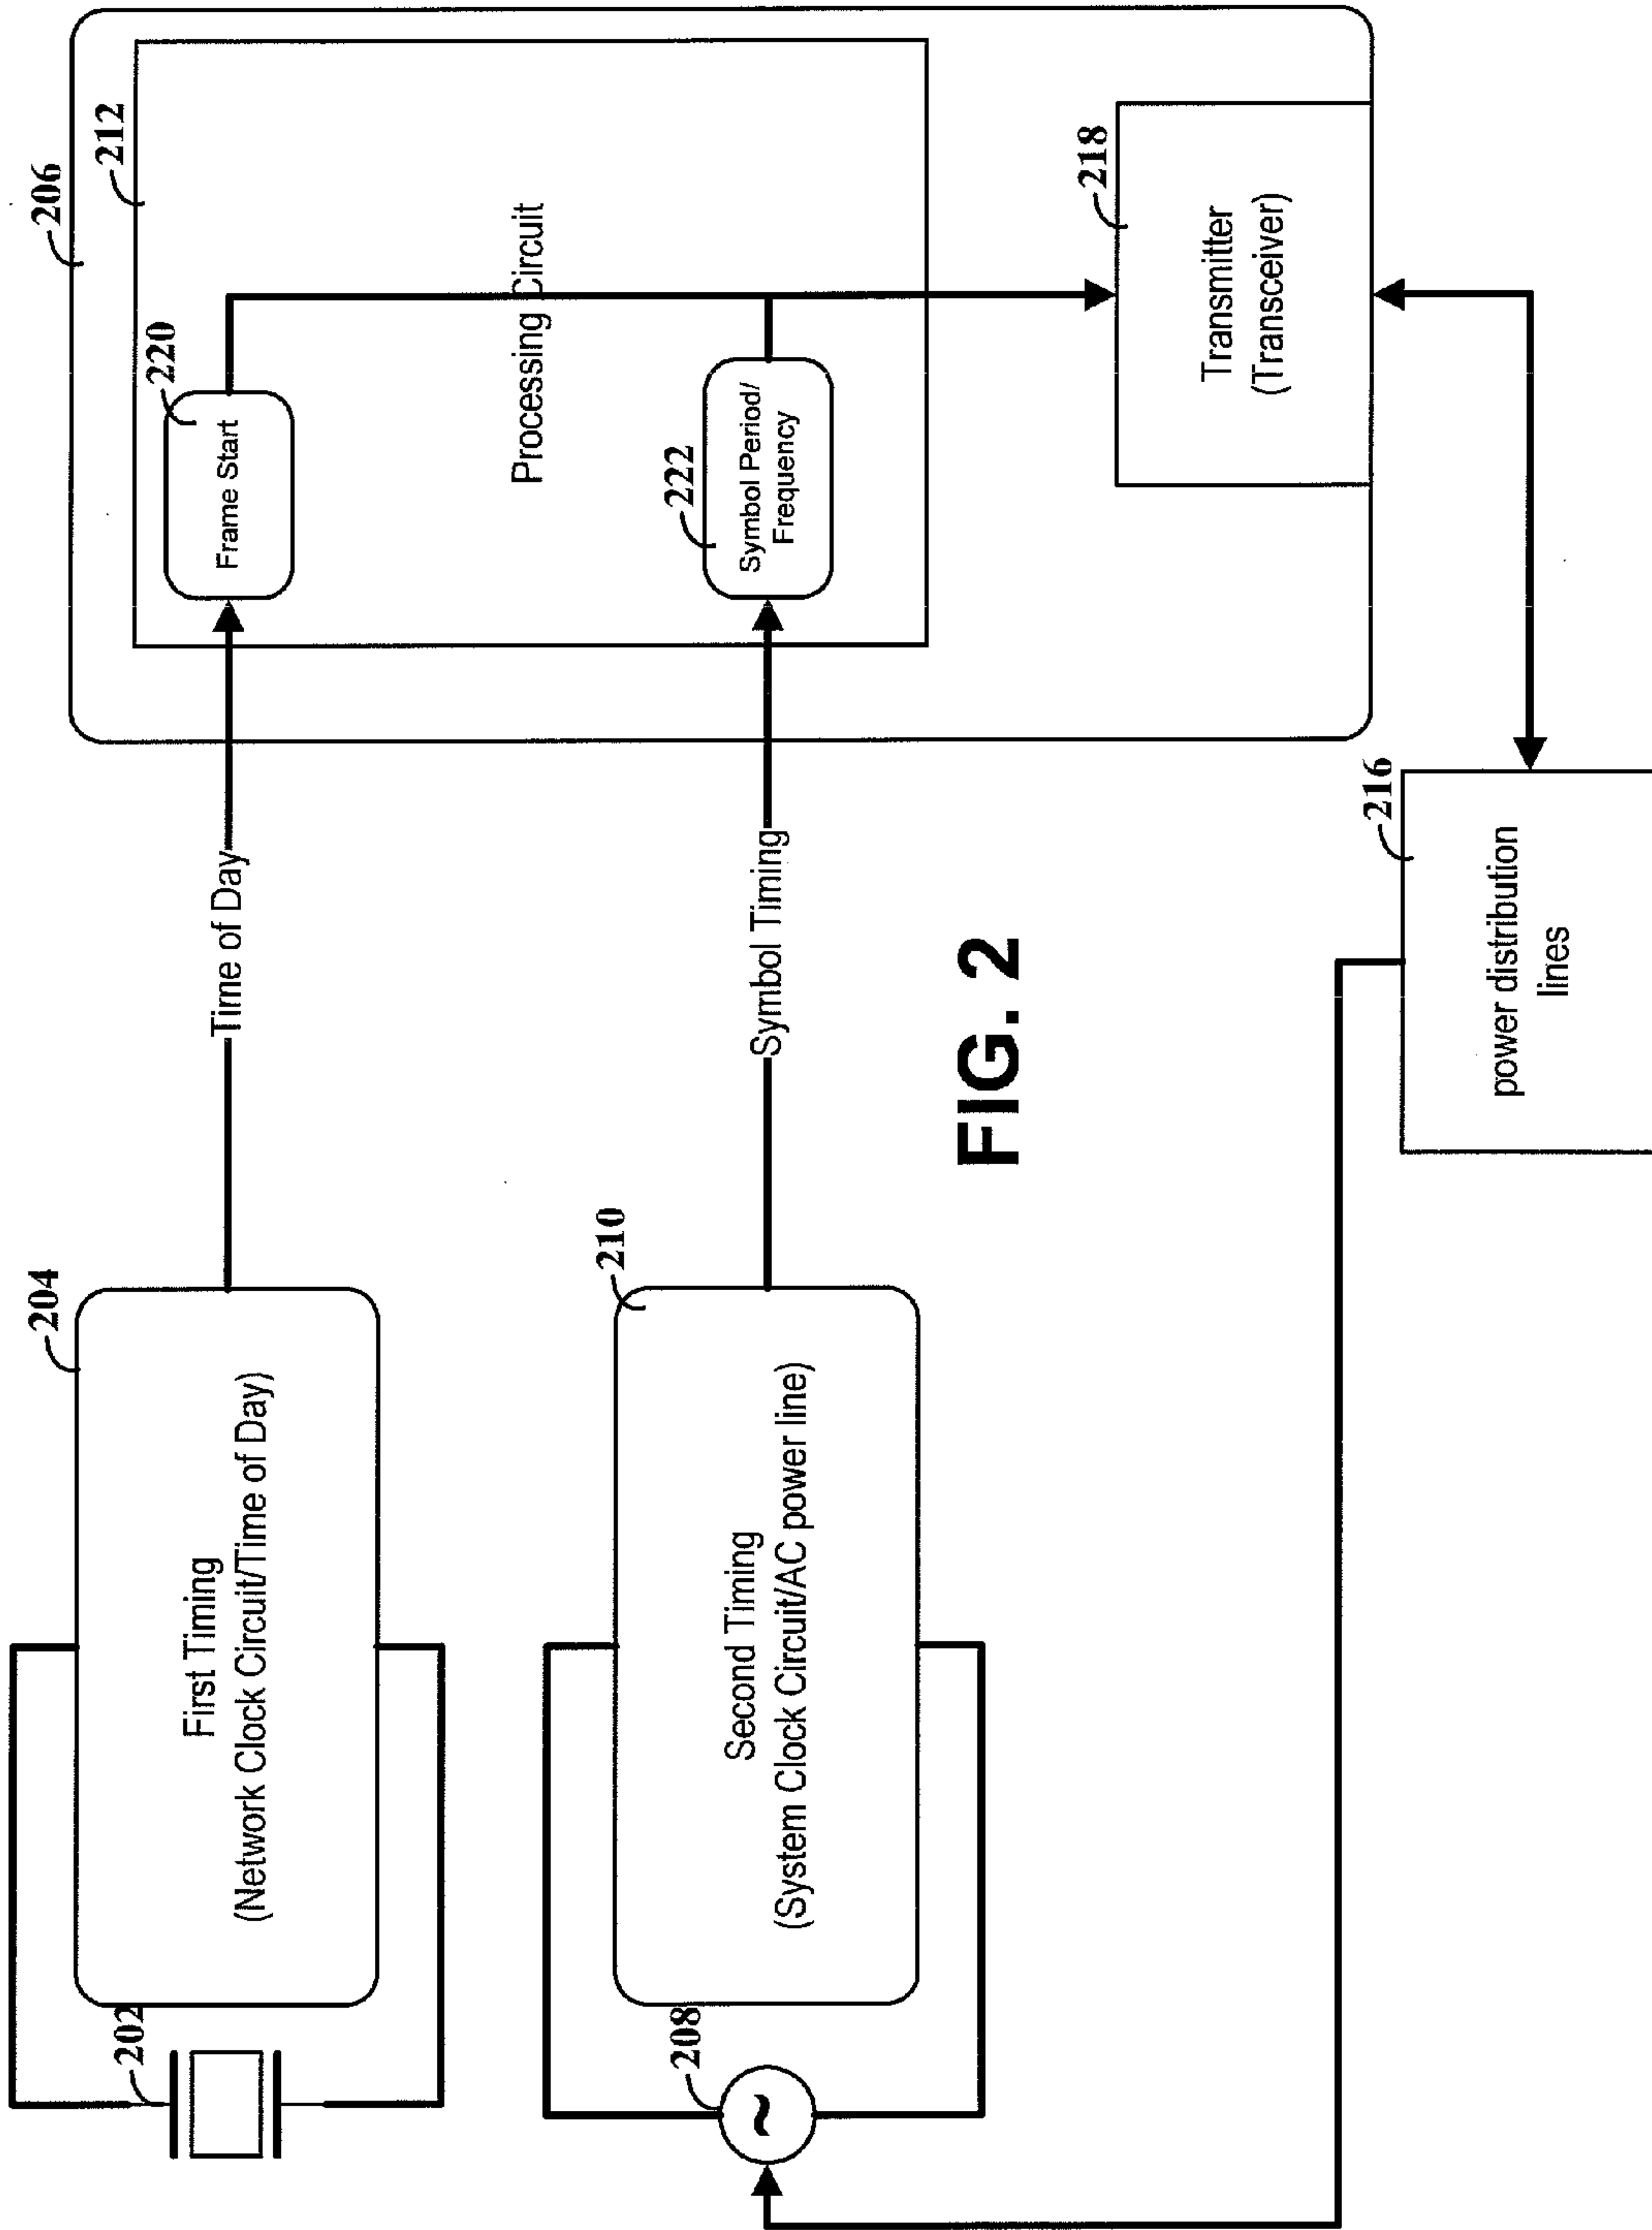 202
204
First Timing
(Network Clock Circuit/Time of Day)
Time of Day
206
212
220
Frame Start
Processing Circuit
208
210
Second Timing
(System Clock Circuit/AC power line)
~
Symbol Timing
222
Symbol Period/
Frequency
218
Transmitter
(Transceiver)
216
power distribution
lines
FIG. 2